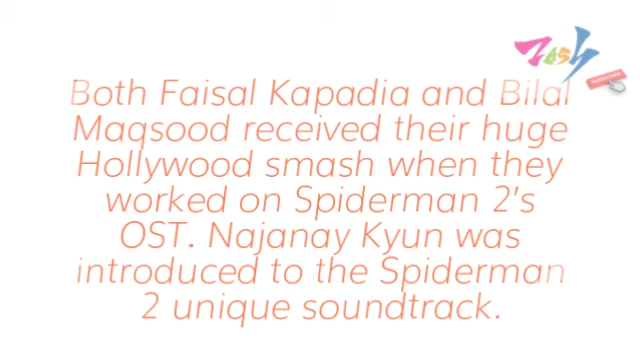 Zash
Both Faisal Kapadia and Bilal
Maqsood received their huge
Hollywood smash when they
worked on Spiderman 2's
OST. Najanay Kyun was
introduced to the Spiderman
2 unique soundtrack.